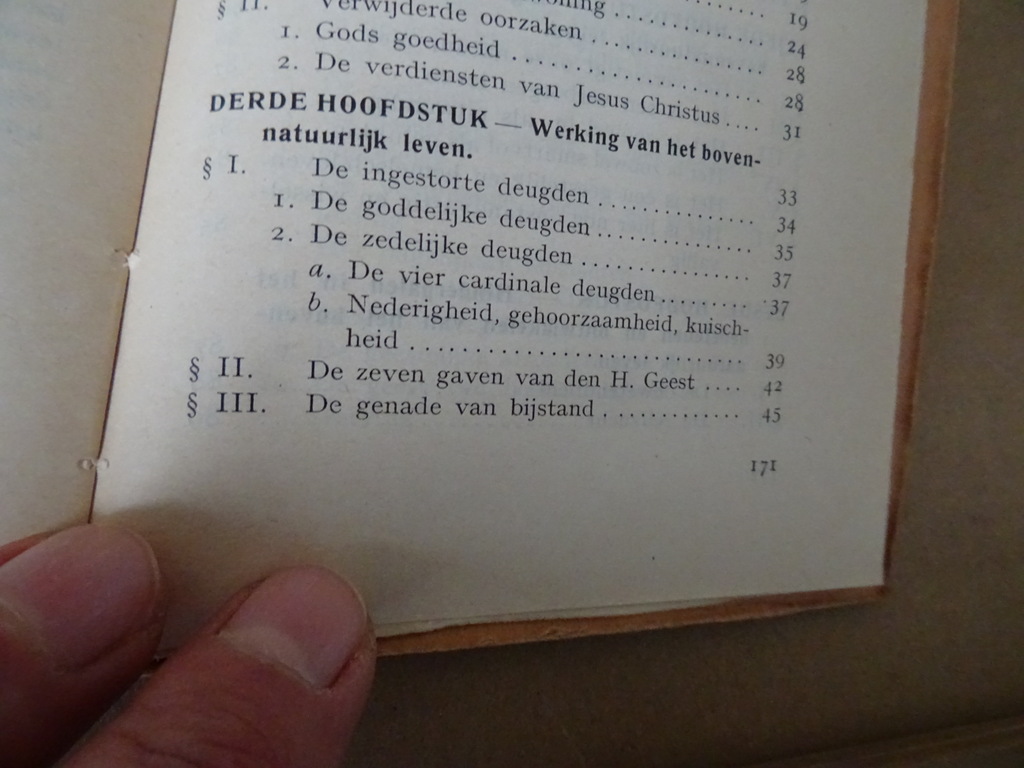 19
§ II. Verwijderde oorzaken .............. 24
1. Gods goedheid ...................... 28
2. De verdiensten van Jesus Christus .... 28
31
DERDE HOOFDSTUK — Werking van het boven-
natuurlijk leven.
§ I. De ingestorte deugden ............. 33
1. De goddelijke deugden ............. 34
2. De zedelijke deugden .............. 35
a. De vier cardinale deugden ......... 37
37
b. Nederigheid, gehoorzaamheid, kuisch-
heid ............................ 39
§ II. De zeven gaven van den H. Geest .... 42
§ III. De genade van bijstand ............ 45
171